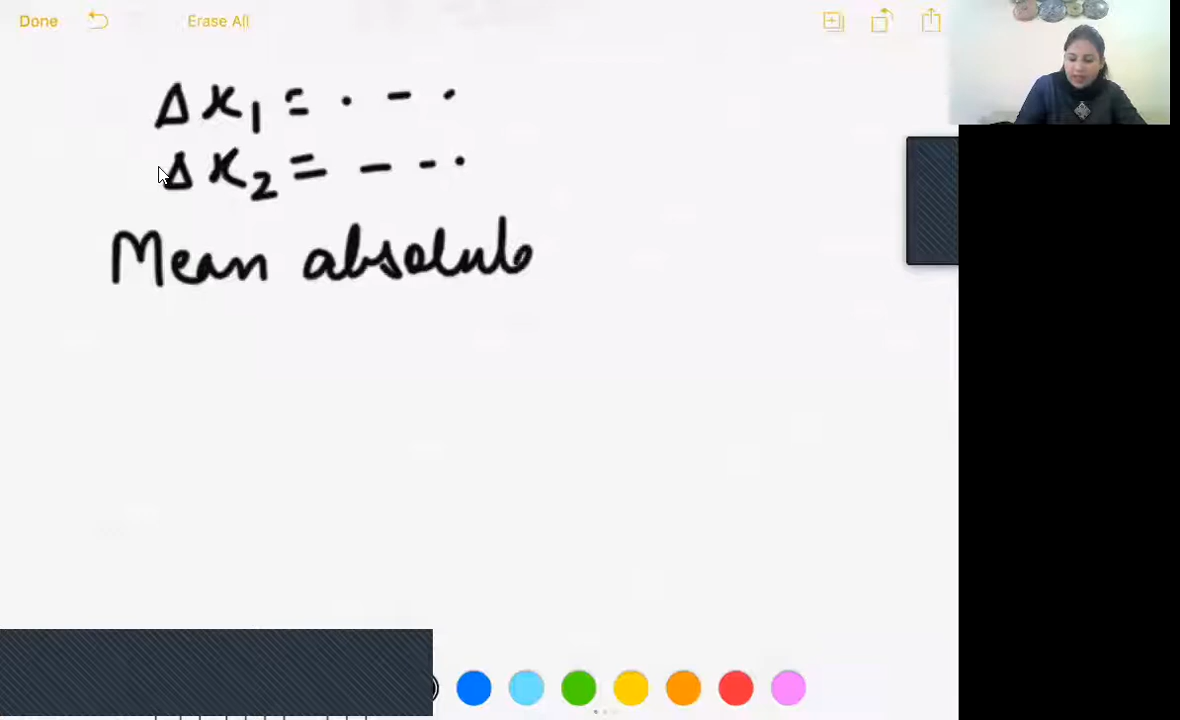 Done Erase All
Δx₁ = . - .
Δx₂ = - - .
Mean absolute